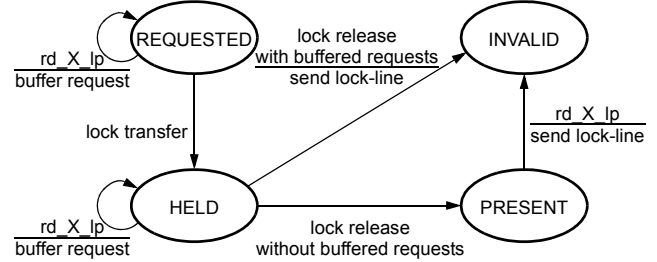 REQUESTED
rd_X_lp
buffer request
lock release
with buffered requests
send lock-line
INVALID
lock transfer
rd_X_lp
send lock-line
HELD
rd_X_lp
buffer request
lock release
without buffered requests
PRESENT